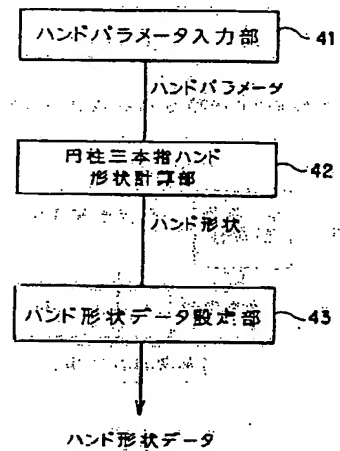 ハンドパラメータ入力部 41
ハンドパラメータ
円柱三本指ハンド
形状計算部 42
ハンド形状
ハンド形状データ設定部 43
ハンド形状データ